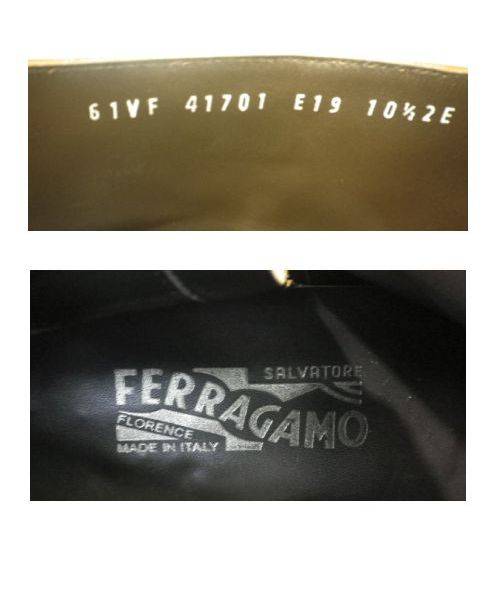 61VF 41701 E19 10½2E
SALVATORE
FERRAGAMO
FLORENCE
MADE IN ITALY